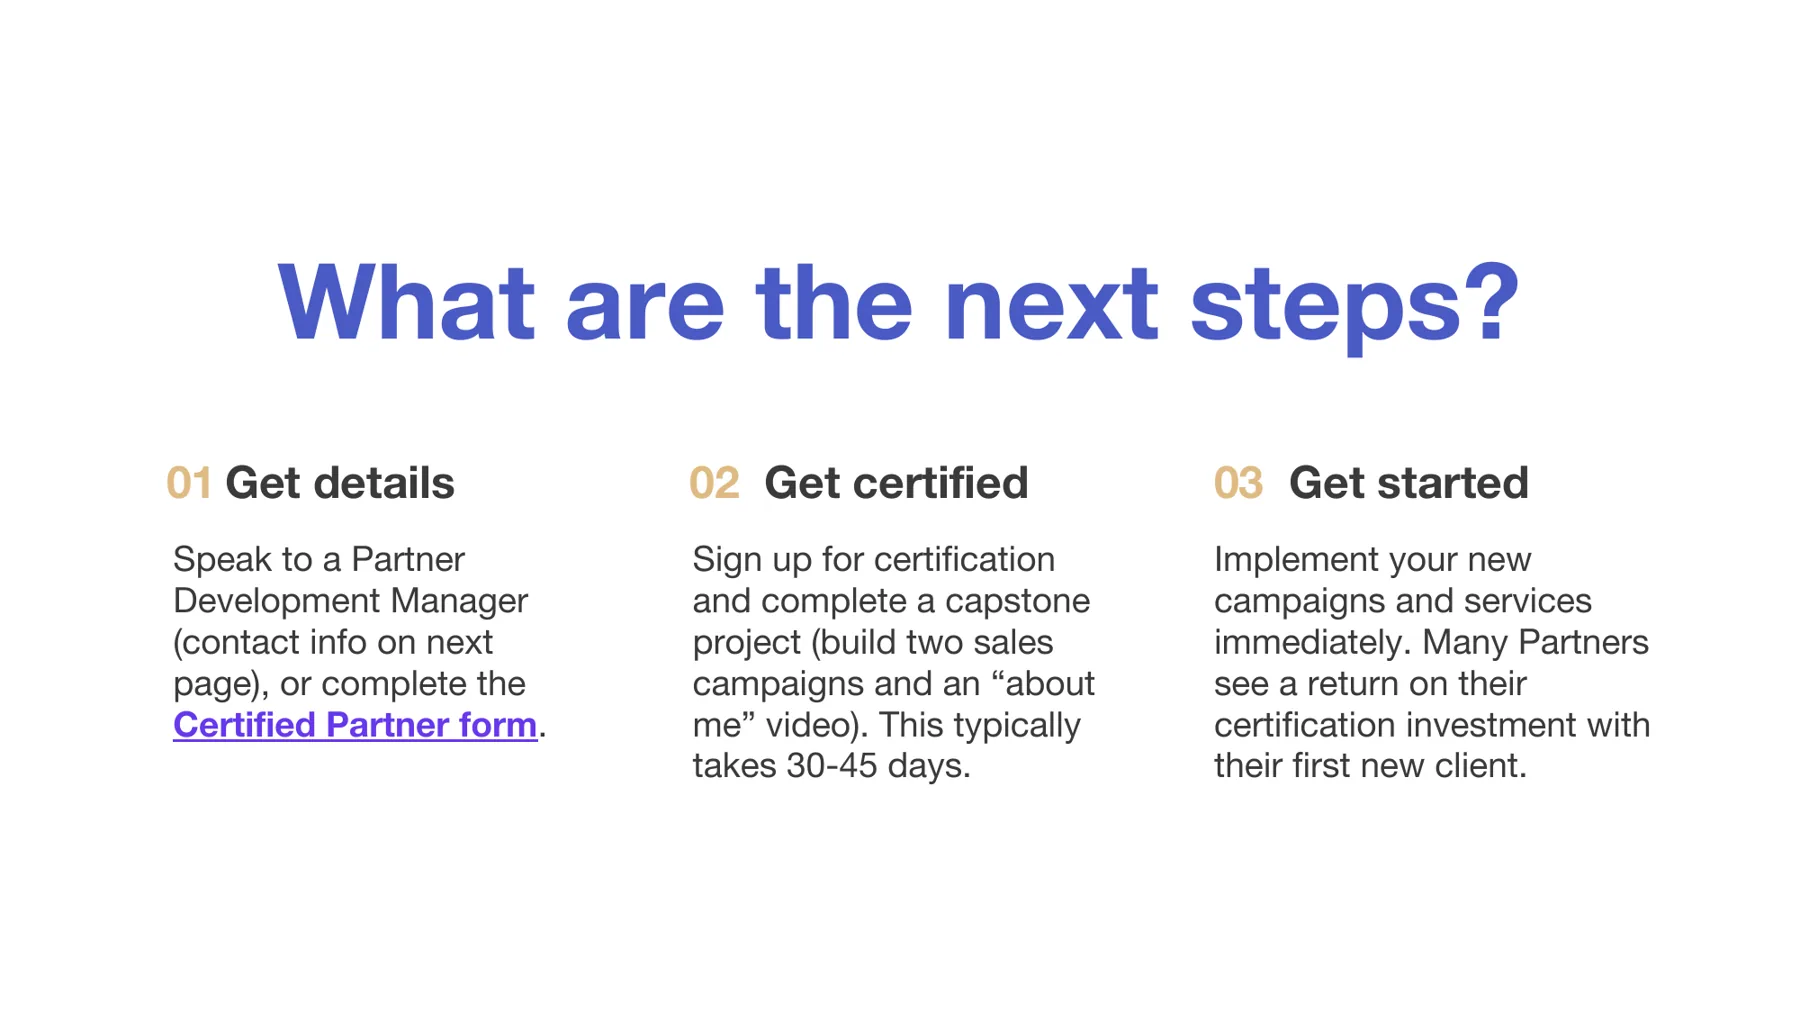 What are the next steps?
01 Get details
Speak to a Partner
Development Manager
(contact info on next
page), or complete the
Certified Partner form.
02 Get certified
Sign up for certification
and complete a capstone
project (build two sales
campaigns and an “about
me” video). This typically
takes 30-45 days.
03 Get started
Implement your new
campaigns and services
immediately. Many Partners
see a return on their
certification investment with
their first new client.